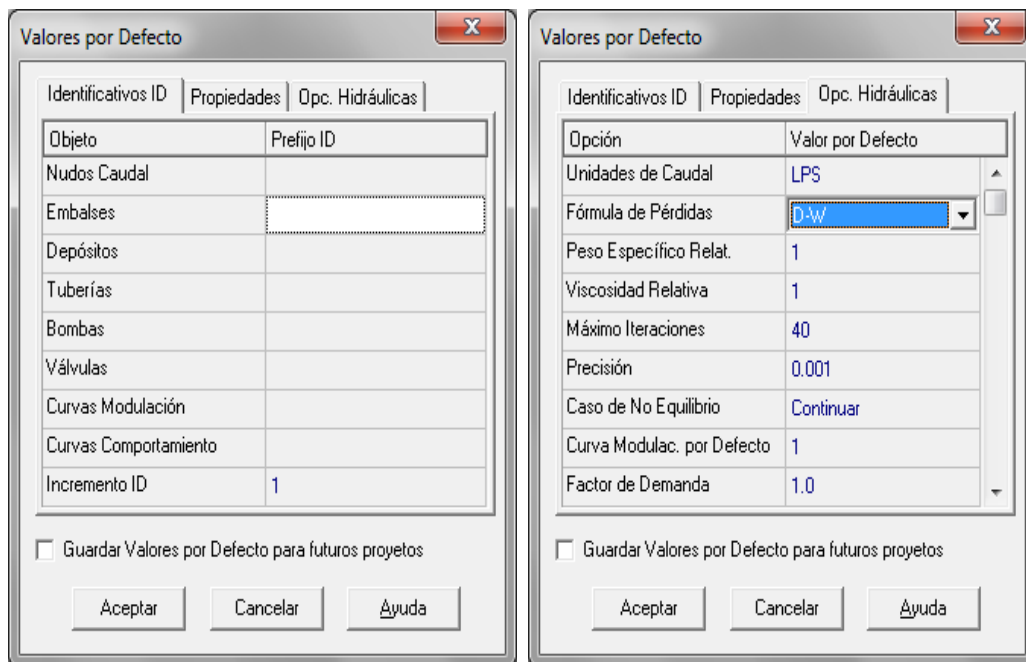 Valores por Defecto
Identificativos ID Propiedades Opc. Hidráulicas
Objeto Prefijo ID
Nudos Caudal
Embalses
Depósitos
Tuberías
Bombas
Válvulas
Curvas Modulación
Curvas Comportamiento
Incremento ID 1
Guardar Valores por Defecto para futuros proyetos
Aceptar Cancelar Ayuda
Valores por Defecto
Identificativos ID Propiedades Opc. Hidráulicas
Opción Valor por Defecto
Unidades de Caudal LPS
Fórmula de Pérdidas D-W
Peso Específico Relat. 1
Viscosidad Relativa 1
Máximo Iteraciones 40
Precisión 0.001
Caso de No Equilibrio Continuar
Curva Modulac. por Defecto 1
Factor de Demanda 1.0
Guardar Valores por Defecto para futuros proyetos
Aceptar Cancelar Ayuda